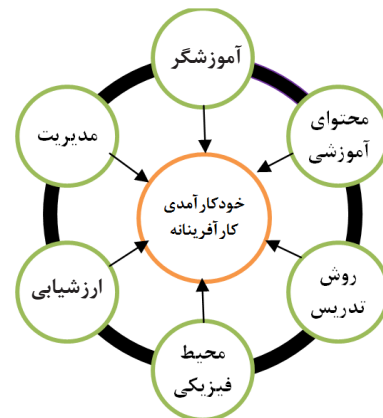 آموزشگر
محتوای
آموزشی
روش
تدریس
محیط
فیزیکی
ارزشیابی
مدیریت
خودکارآمدی
کارآفرینانه